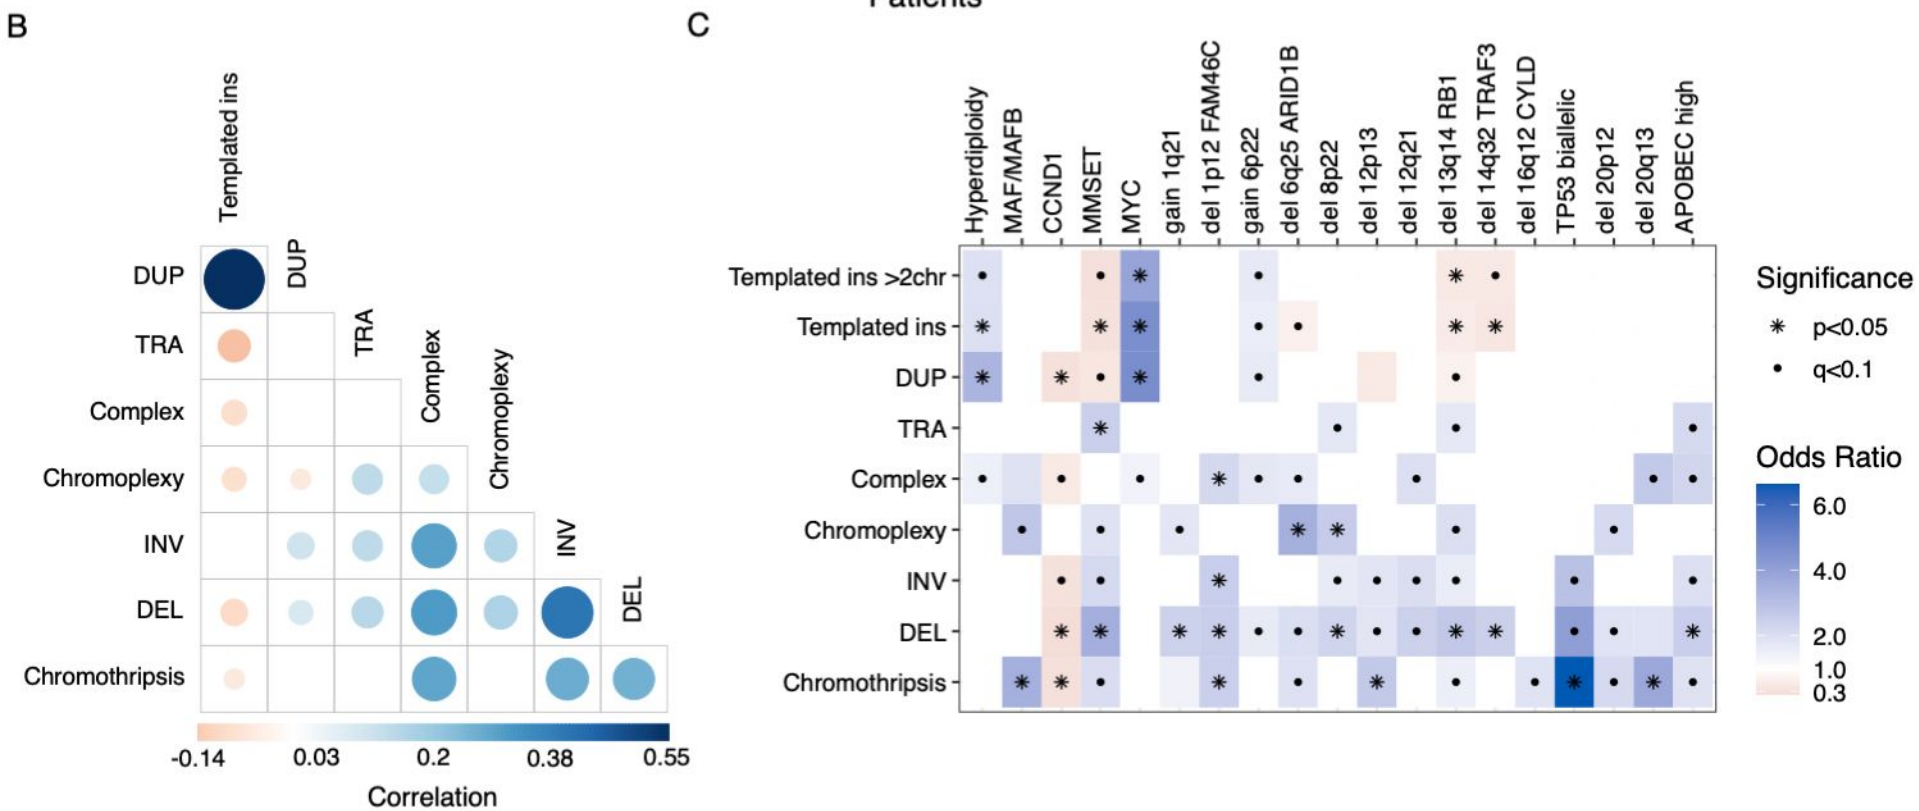 Patients
B
Templated ins
DUP
TRA
Complex
Chromoplexy
INV
DEL
DUP
TRA
Complex
Chromoplexy
INV
DEL
Chromothripsis
-0.14 0.03 0.2 0.38 0.55
Correlation
C
Hyperdiploidy
MAF/MAFB
CCND1
MMSET
MYC
gain 1q21
del 1p12 FAM46C
gain 6p22
del 6q25 ARID1B
del 8p22
del 12p13
del 12q21
del 13q14 RB1
del 14q32 TRAF3
del 16q12 CYLD
TP53 biallelic
del 20p12
del 20q13
APOBEC high
Templated ins >2chr
Templated ins
DUP
TRA
Complex
Chromoplexy
INV
DEL
Chromothripsis
Significance
p<0.05
q<0.1
Odds Ratio
6.0
4.0
2.0
1.0
0.3